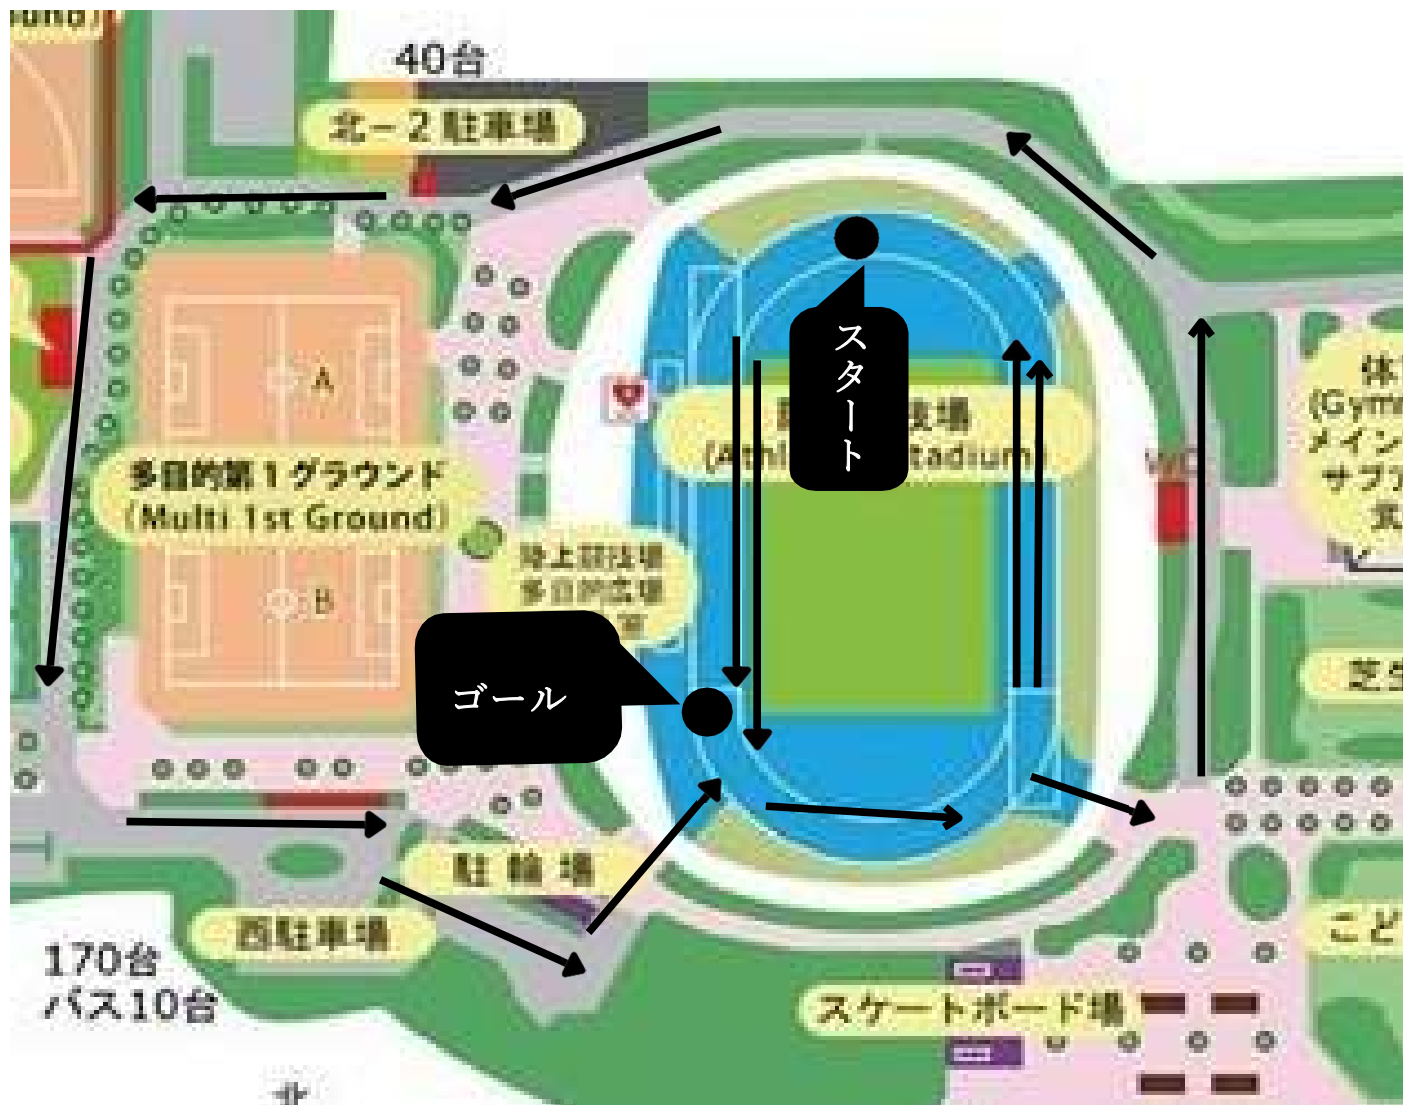 40台
北－2駐車場
スタート
A
多目的第1グラウンド
(Multi 1st Ground)
B
陸上競技場
多目的広場
ゴール
駐輪場
西駐車場
170台
バス10台
スケートボード場
WC
体
(Gym
メイン
サブ
芝生
こど
北